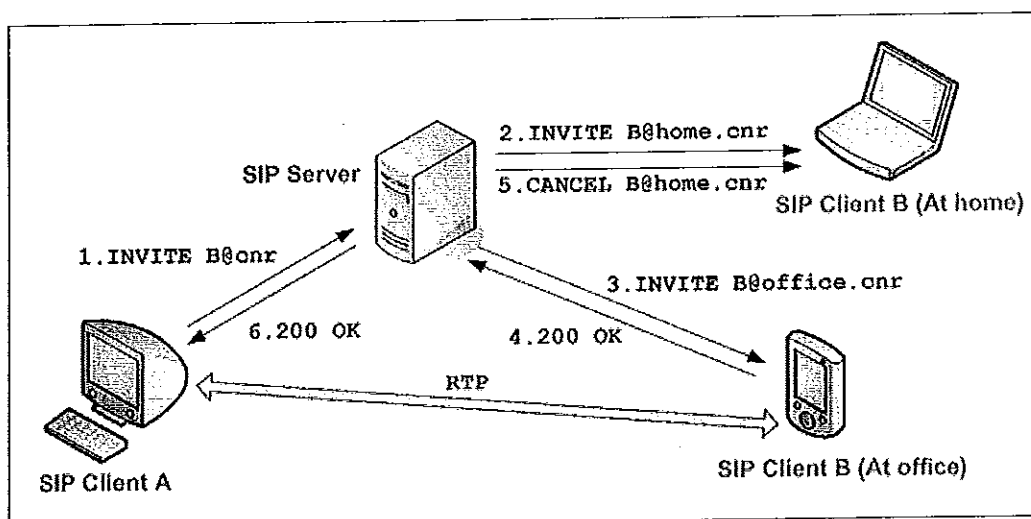 2.INVITE B@home.cnr
SIP Server
5.CANCEL B@home.cnr
SIP Client B (At home)
1.INVITE B@cnr
3.INVITE B@office.cnr
6.200 OK
4.200 OK
RTP
SIP Client A
SIP Client B (At office)